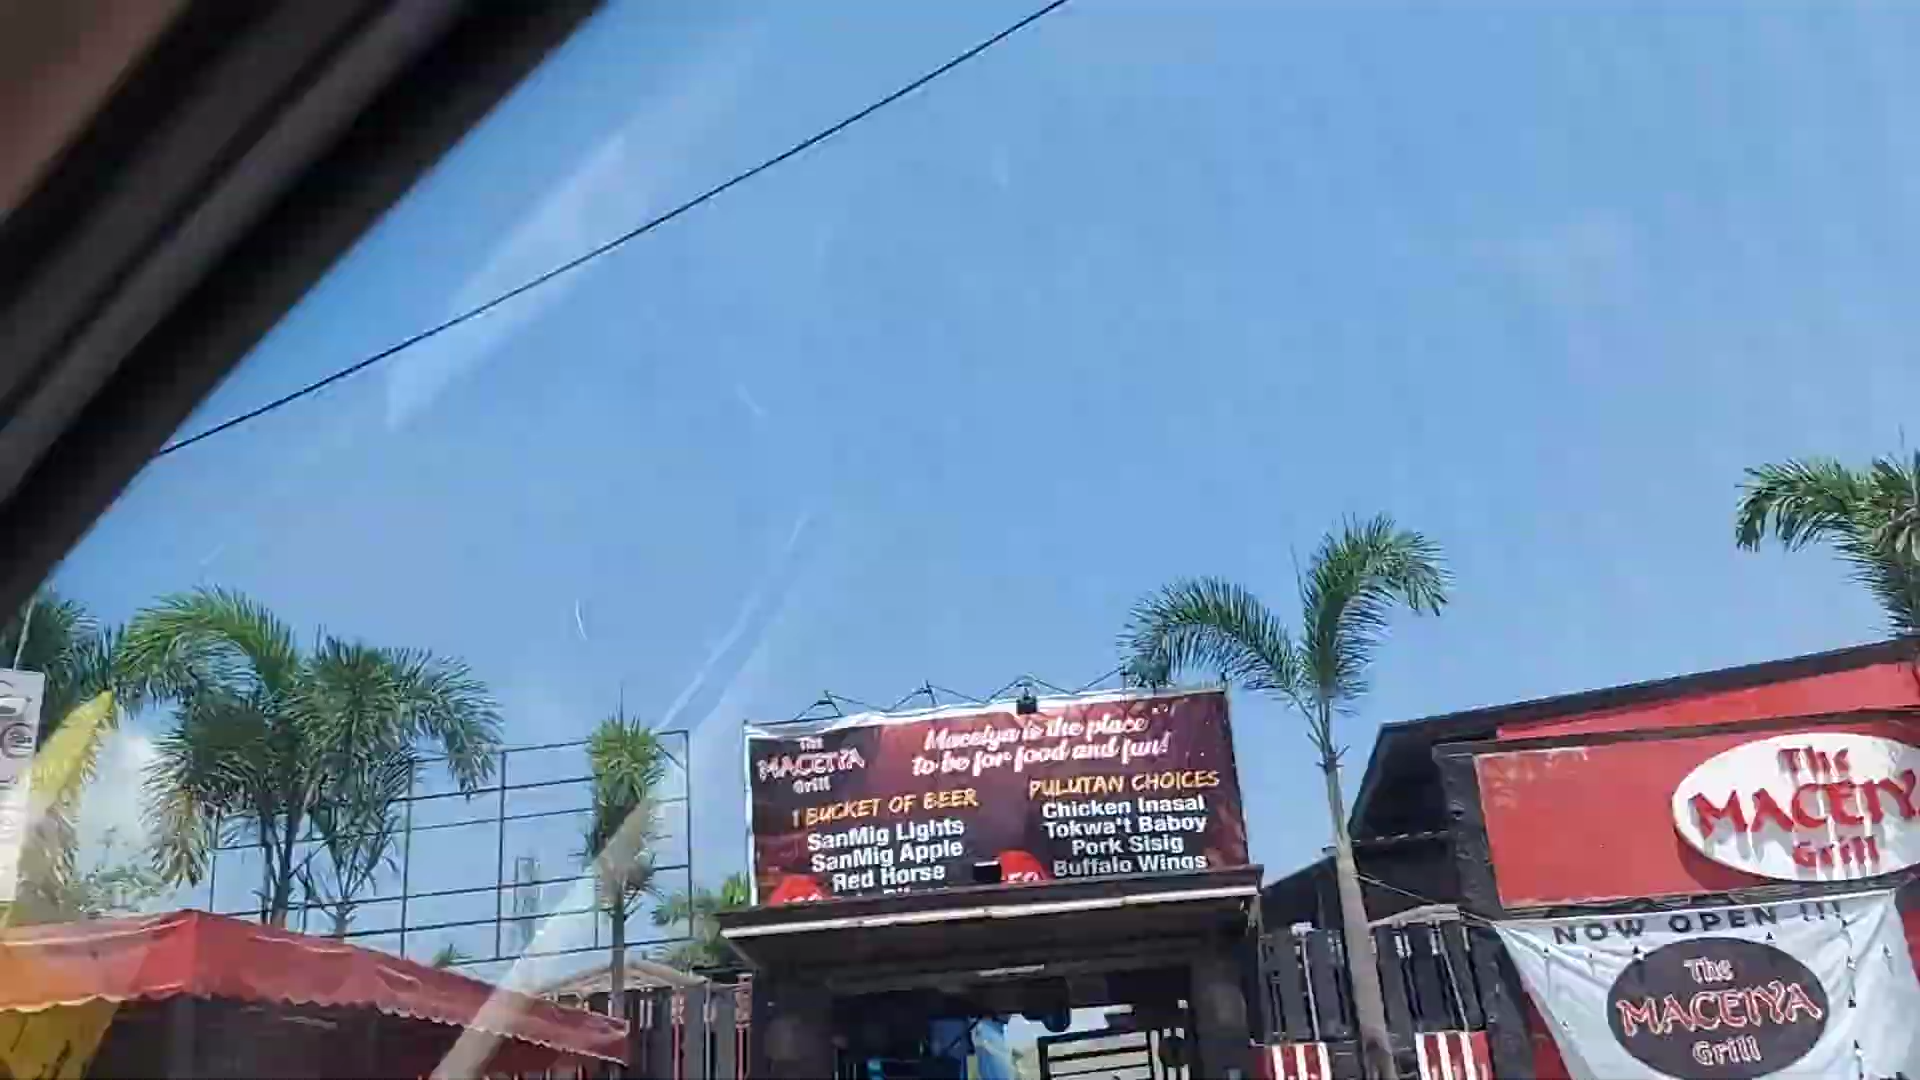 The
MACEIYA
Grill
Maceiya is the place
to be for food and fun!
1 BUCKET OF BEER
SanMig Lights
SanMig Apple
Red Horse
PULUTAN CHOICES
Chicken Inasal
Tokwa't Baboy
Pork Sisig
Buffalo Wings
The
MACEIY
Grill
NOW OPEN !!!
The
MACEIYA
Grill